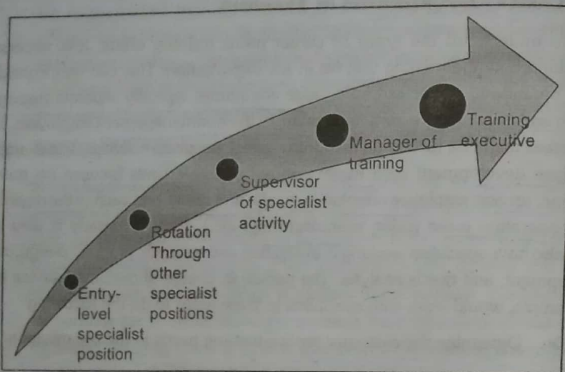 Entry-
level
specialist
position
Rotation
Through
other
specialist
positions
Supervisor
of specialist
activity
Manager of
training
Training
executive